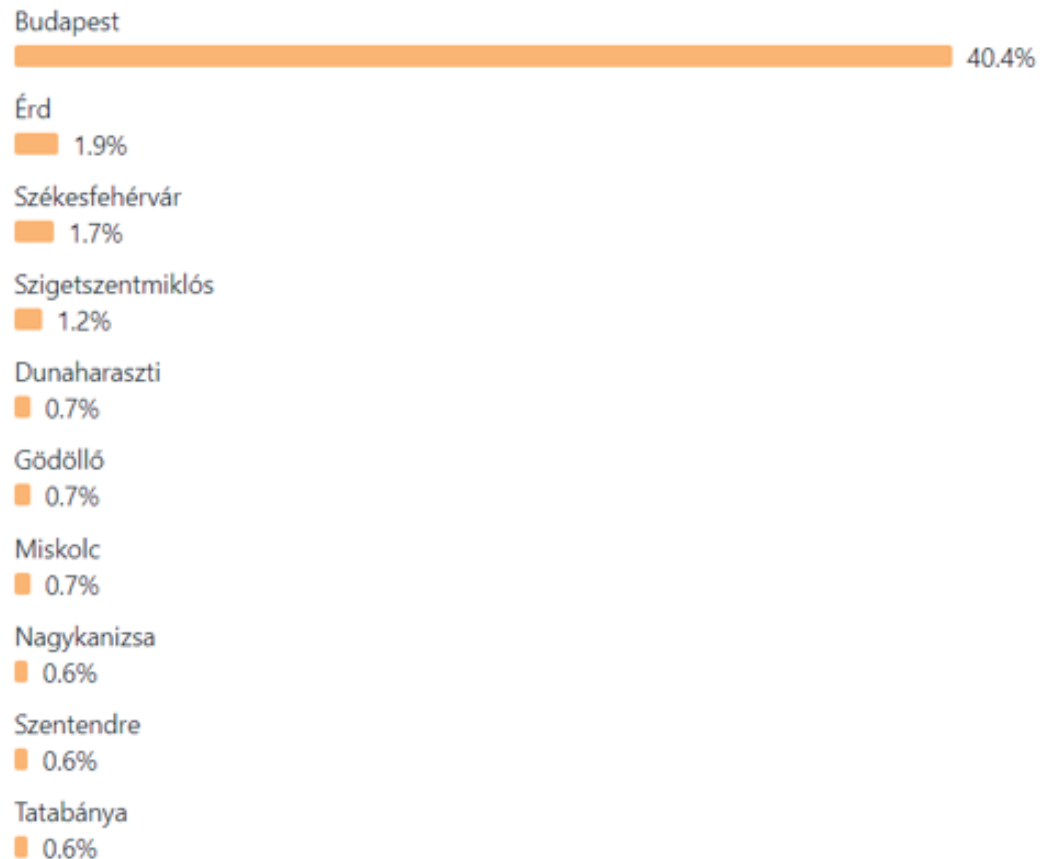 Budapest
40.4%
Érd
1.9%
Székesfehérvár
1.7%
Szigetszentmiklós
1.2%
Dunaharaszti
0.7%
Gödöllő
0.7%
Miskolc
0.7%
Nagykanizsa
0.6%
Szentendre
0.6%
Tatabánya
0.6%